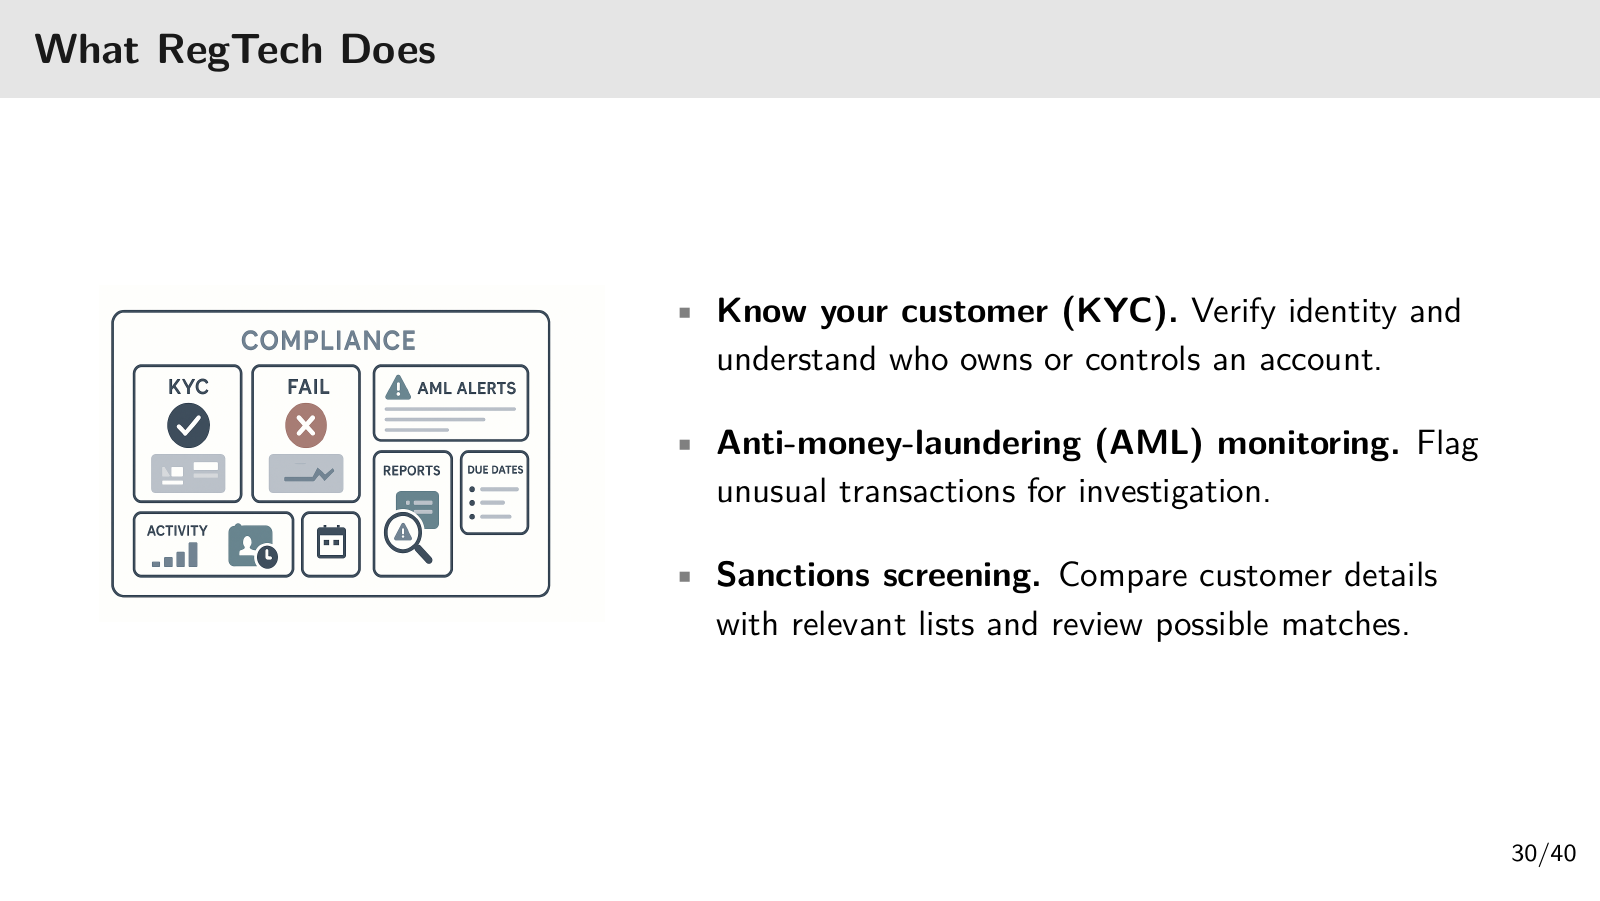 What RegTech Does
COMPLIANCE
KYC
FAIL
AML ALERTS
REPORTS
DUE DATES
ACTIVITY
▪ Know your customer (KYC). Verify identity and
understand who owns or controls an account.
▪ Anti-money-laundering (AML) monitoring. Flag
unusual transactions for investigation.
▪ Sanctions screening. Compare customer details
with relevant lists and review possible matches.
30/40